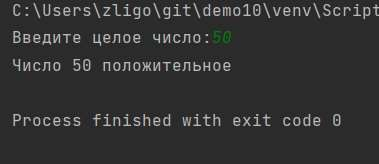 C:\Users\zligo\git\demo10\venv\Script
Введите целое число:50
Число 50 положительное
Process finished with exit code 0